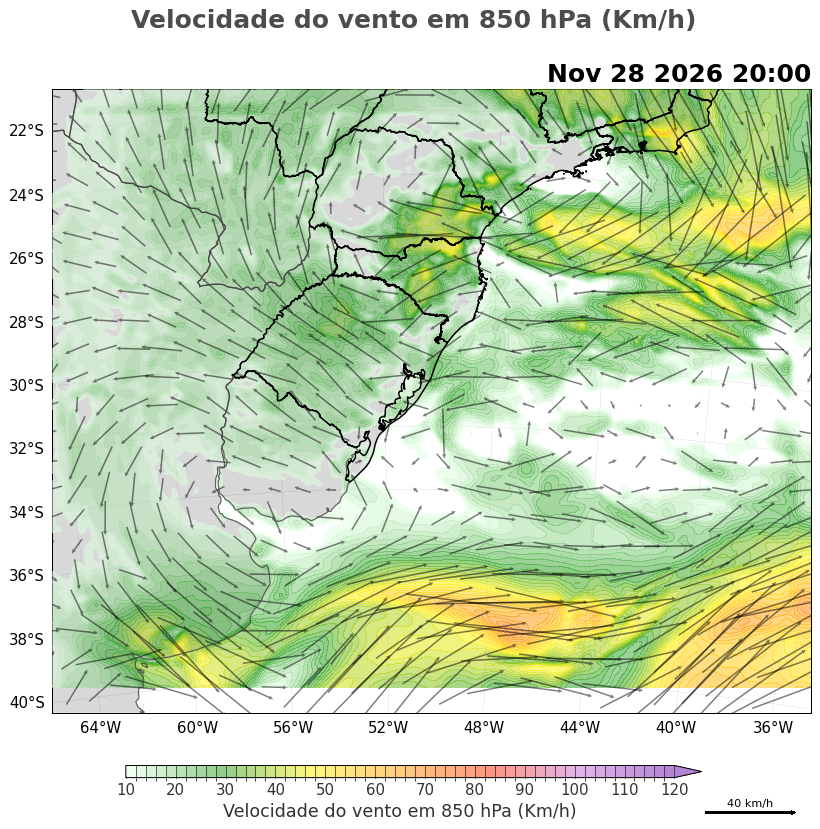 Velocidade do vento em 850 hPa (Km/h)
Nov 28 2026 20:00
22°S
24°S
26°S
28°S
30°S
32°S
34°S
36°S
38°S
40°S
64°W 60°W 56°W 52°W 48°W 44°W 40°W 36°W
10 20 30 40 50 60 70 80 90 100 110 120
Velocidade do vento em 850 hPa (Km/h)
40 km/h